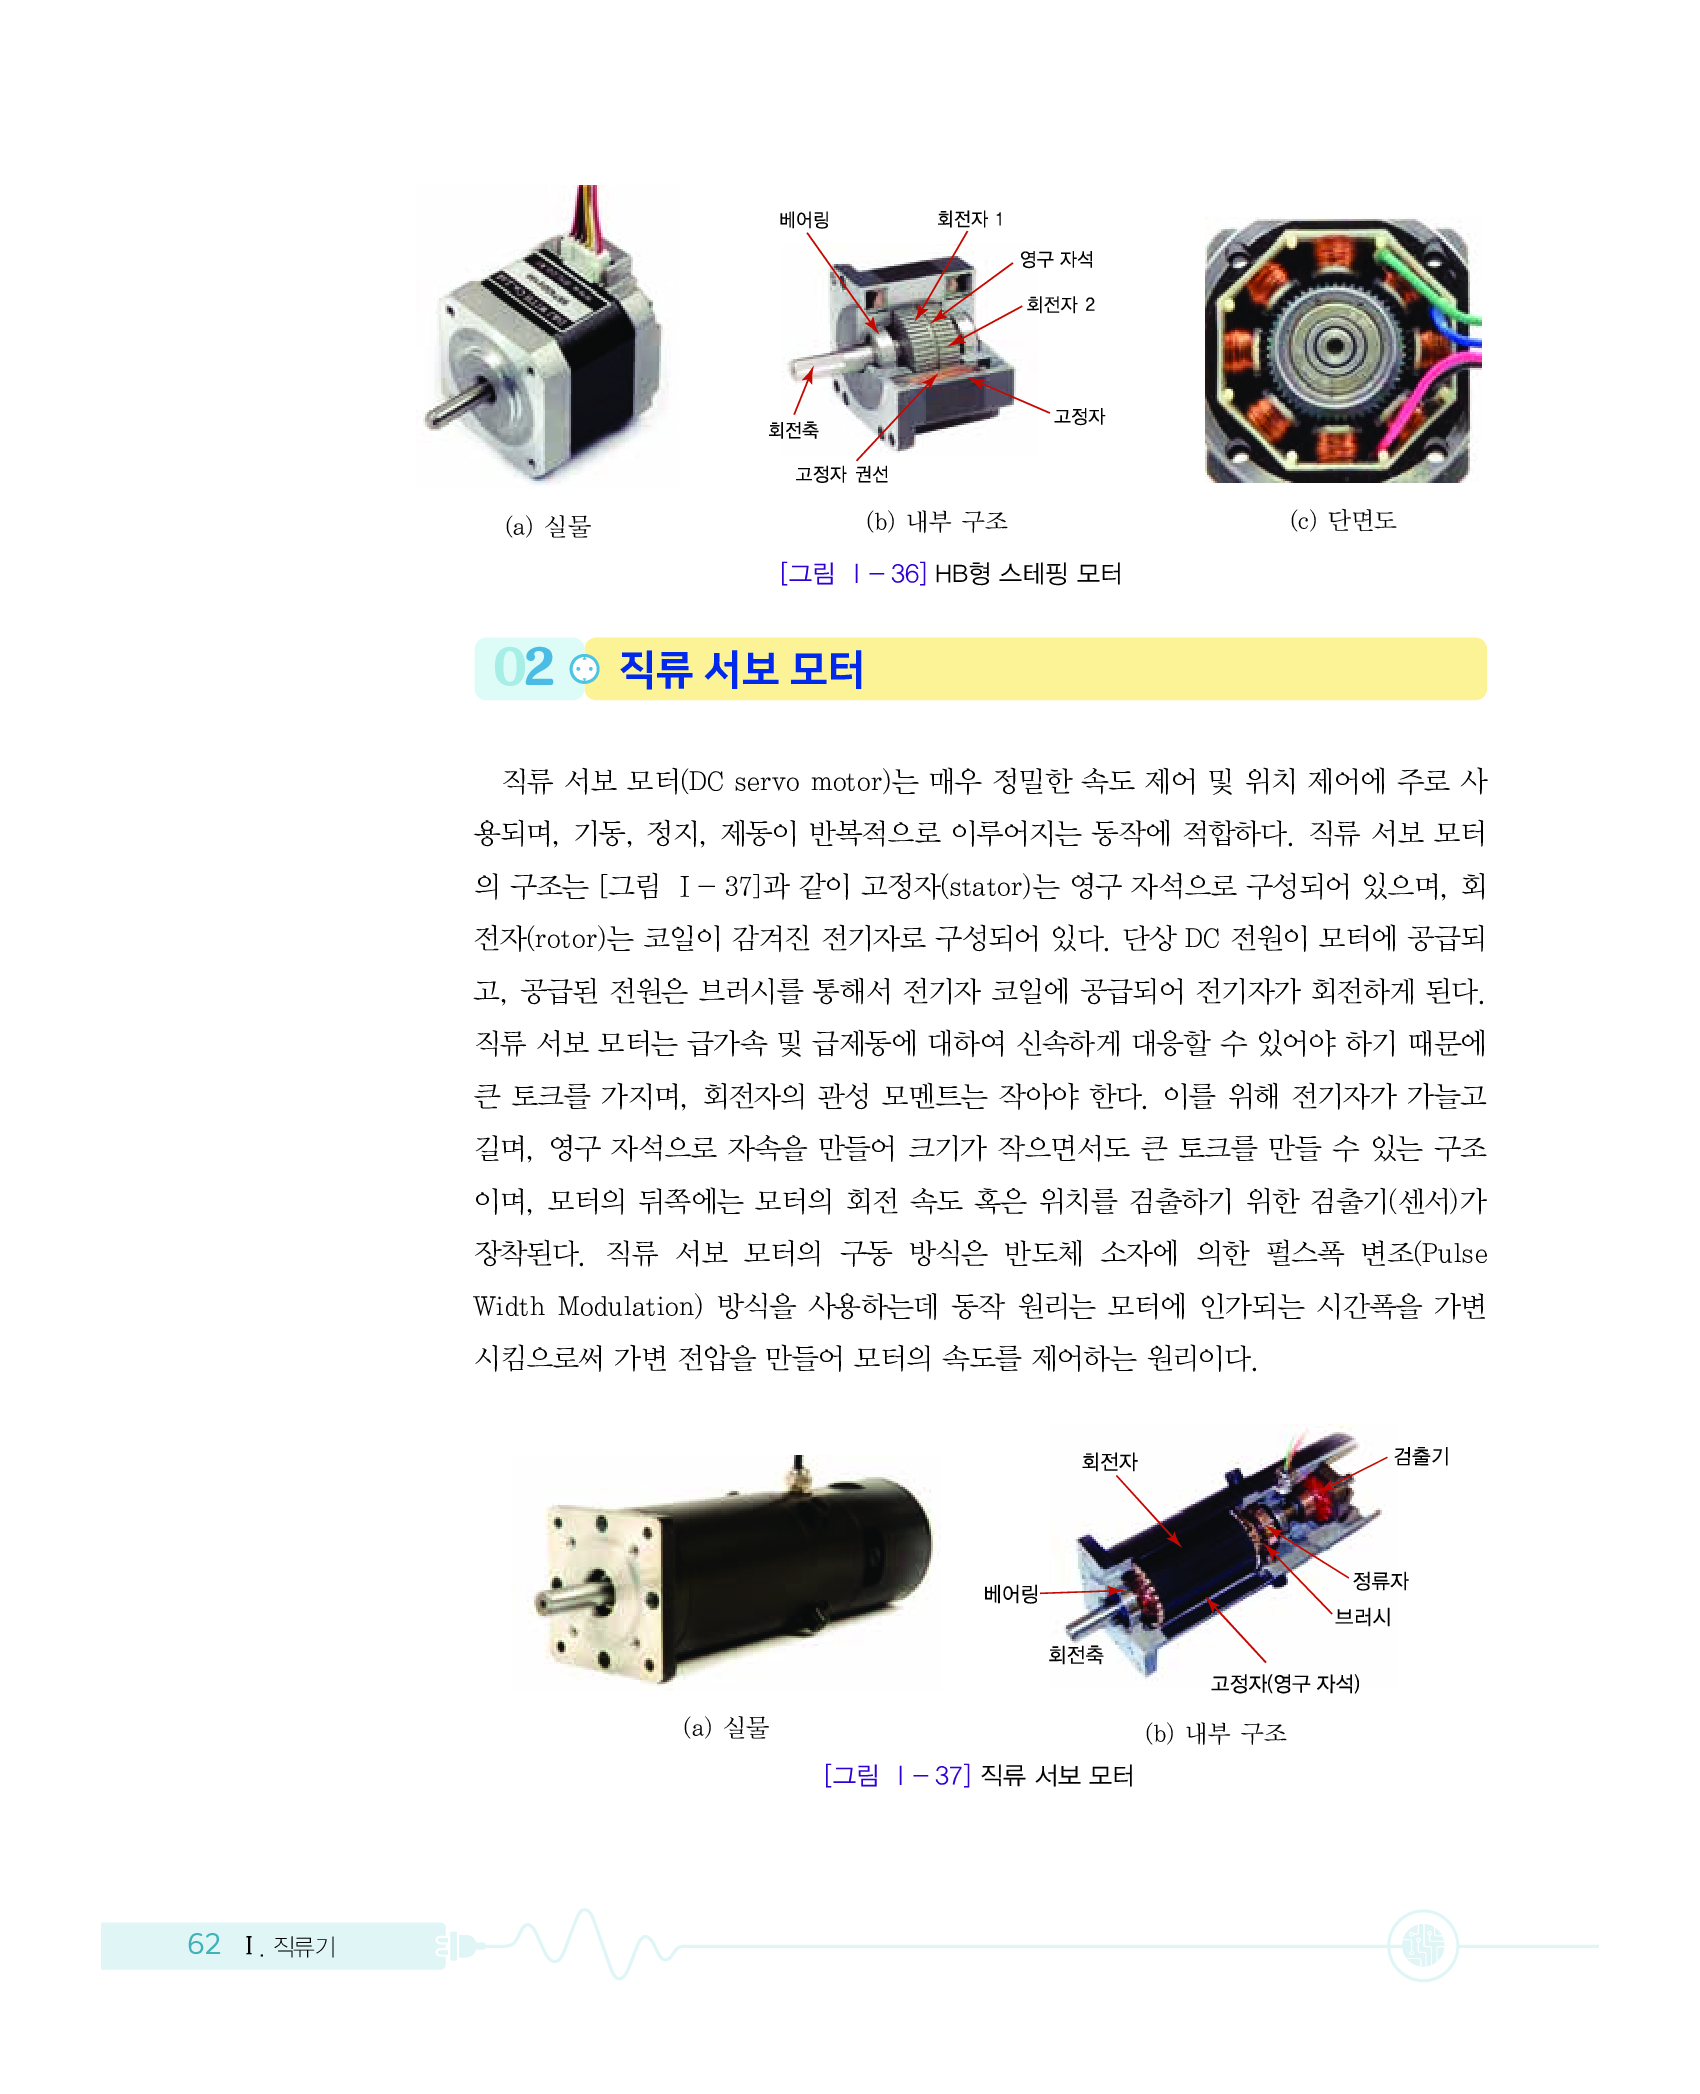 베어링
회전자 1
영구 자석
회전자 2
고정자
회전축
고정자 권선
(a) 실물
(b) 내부 구조
(c) 단면도
[그림 Ⅰ-36] HB형 스테핑 모터
02 직류 서보 모터
직류 서보 모터(DC servo motor)는 매우 정밀한 속도 제어 및 위치 제어에 주로 사
용되며, 기동, 정지, 제동이 반복적으로 이루어지는 동작에 적합하다. 직류 서보 모터
의 구조는 [그림 Ⅰ-37]과 같이 고정자(stator)는 영구 자석으로 구성되어 있으며, 회
전자(rotor)는 코일이 감겨진 전기자로 구성되어 있다. 단상 DC 전원이 모터에 공급되
고, 공급된 전원은 브러시를 통해서 전기자 코일에 공급되어 전기자가 회전하게 된다.
직류 서보 모터는 급가속 및 급제동에 대하여 신속하게 대응할 수 있어야 하기 때문에
큰 토크를 가지며, 회전자의 관성 모멘트는 작아야 한다. 이를 위해 전기자가 가늘고
길며, 영구 자석으로 자속을 만들어 크기가 작으면서도 큰 토크를 만들 수 있는 구조
이며, 모터의 뒤쪽에는 모터의 회전 속도 혹은 위치를 검출하기 위한 검출기(센서)가
장착된다. 직류 서보 모터의 구동 방식은 반도체 소자에 의한 펄스폭 변조(Pulse
Width Modulation) 방식을 사용하는데 동작 원리는 모터에 인가되는 시간폭을 가변
시킴으로써 가변 전압을 만들어 모터의 속도를 제어하는 원리이다.
회전자
검출기
베어링
정류자
브러시
회전축
고정자(영구 자석)
(a) 실물
(b) 내부 구조
[그림 Ⅰ-37] 직류 서보 모터
62 Ⅰ. 직류기